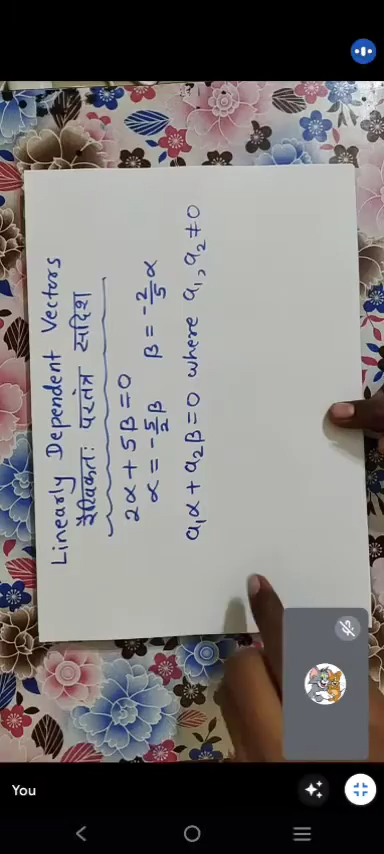 Linearly Dependent Vectors
रैखिकतः परतंत्र सदिश
2α + 5β = 0
α = -5/2 β    β = -2/5 α
a₁α + a₂β = 0 where a₁, a₂ ≠ 0
You